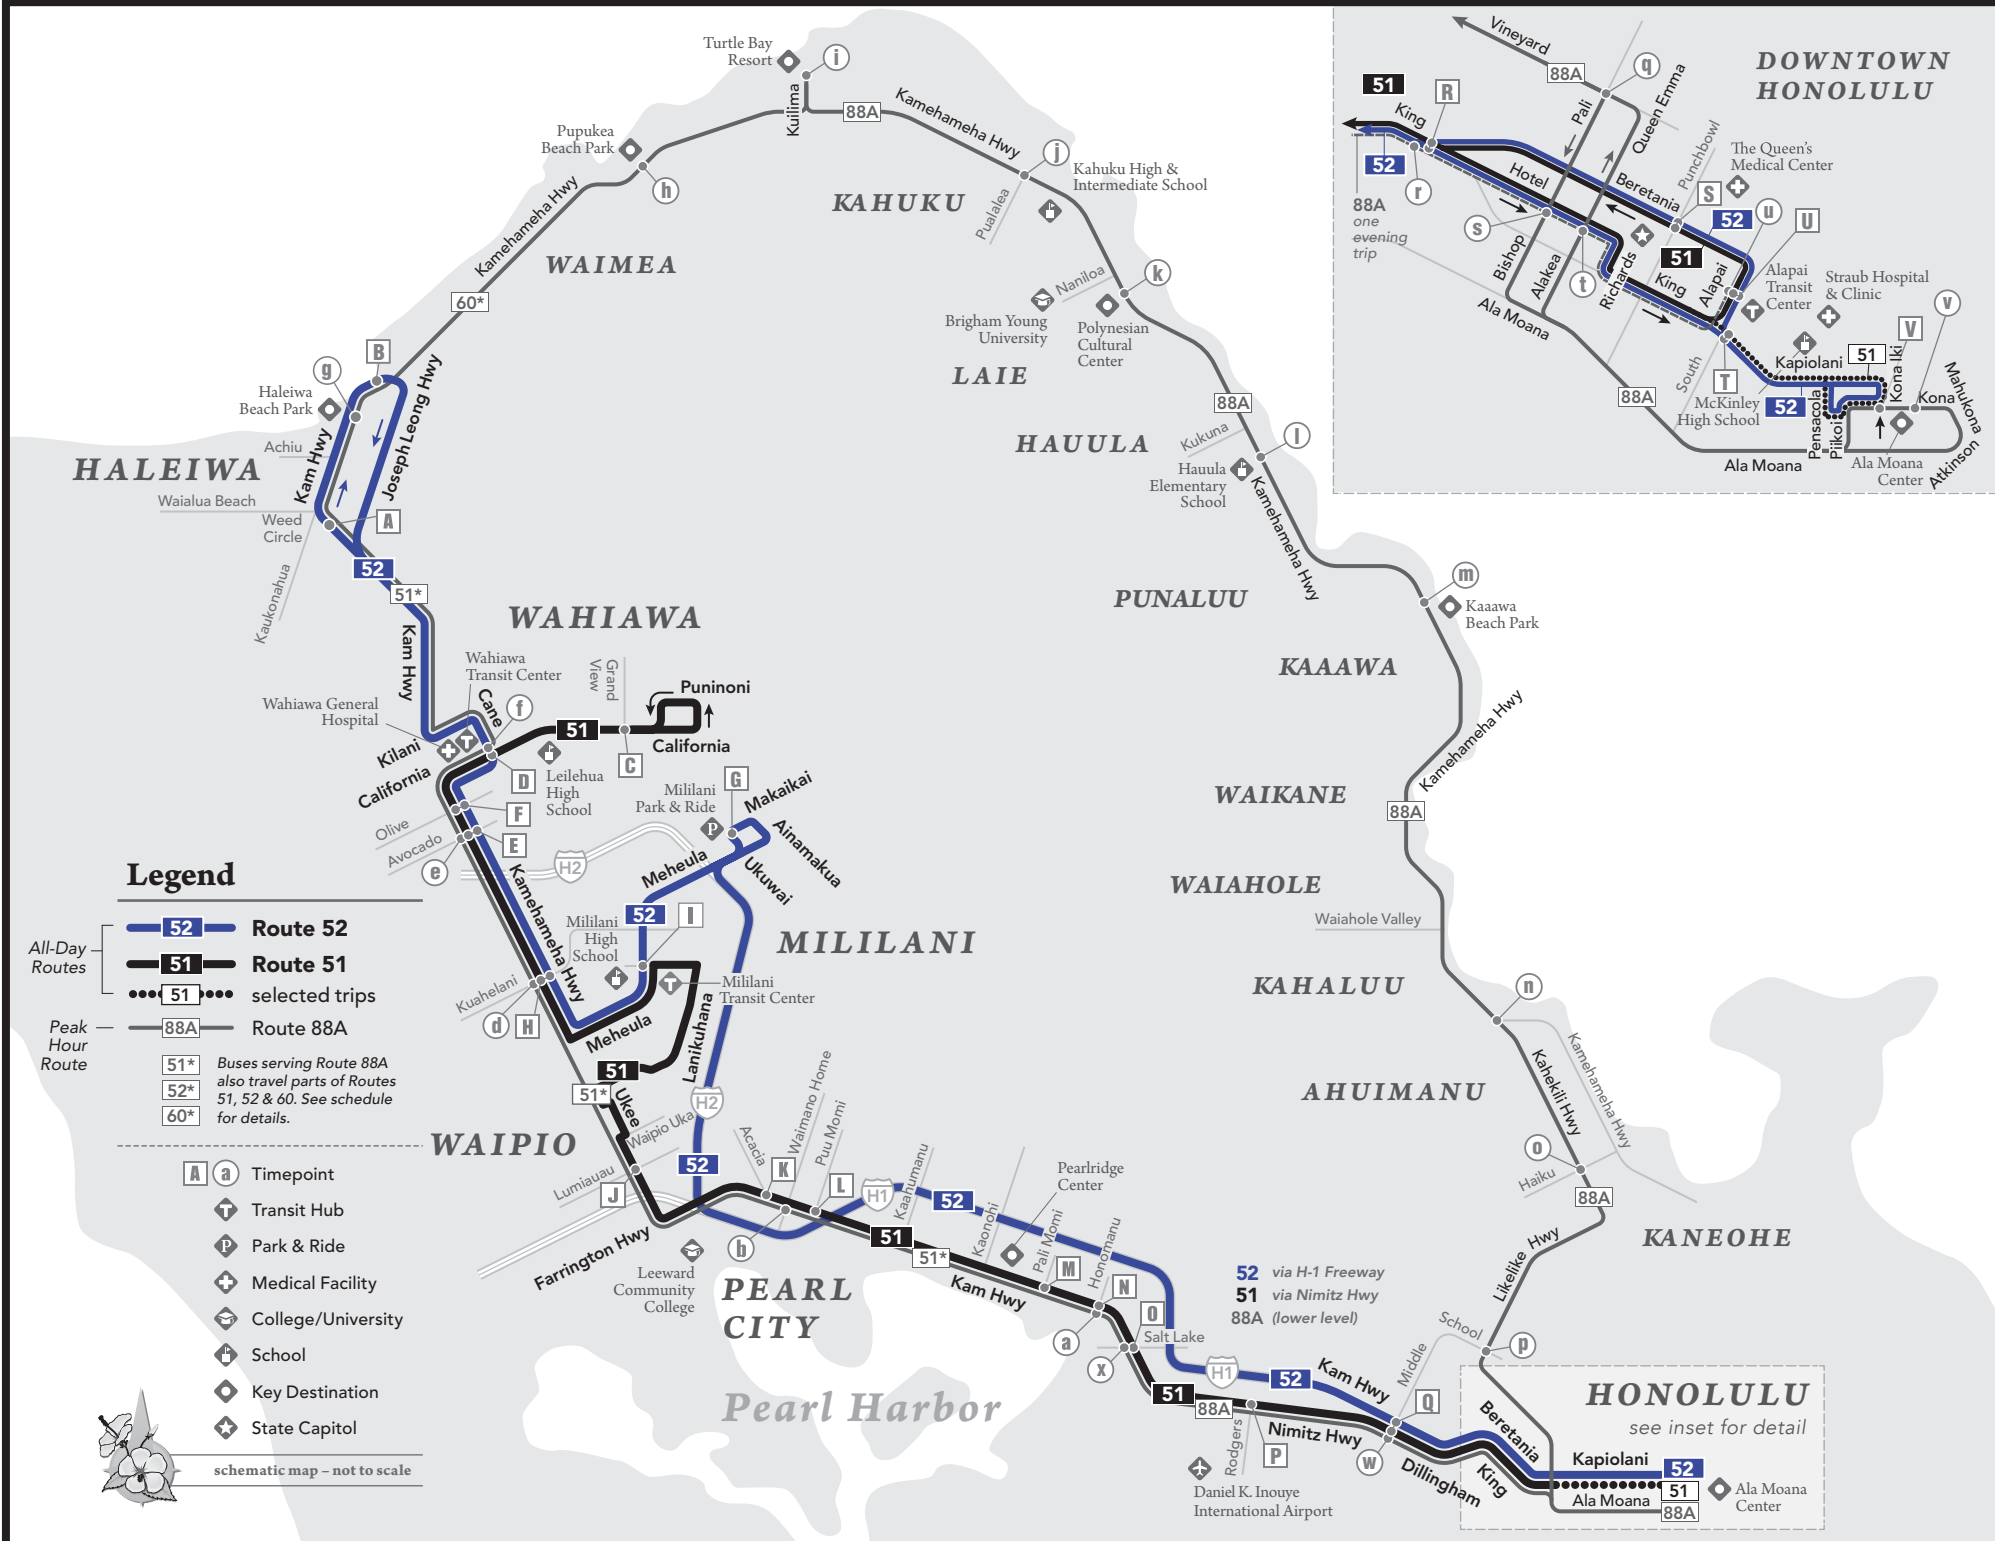 Turtle Bay
Resort
i
Kuilima
88A
Kamehameha Hwy
Pupukea
Beach Park
h
Kamehameha Hwy
KAHUKU
j
Kahuku High &
Intermediate School
Pualalea
WAIMEA
60*
k
Naniloa
Brigham Young
University
Polynesian
Cultural
Center
LAIE
B
g
Haleiwa
Beach Park
Joseph Leong Hwy
Kam Hwy
Achiu
HALEIWA
Waialua Beach
Weed
Circle
A
Kaukonahua
52
51*
Kam Hwy
88A
HAUULA
Kukuna
l
Hauula
Elementary
School
Kamehameha Hwy
PUNALUU
m
Kaaawa
Beach Park
KAAAWA
Kamehameha Hwy
WAIKANE
88A
WAIAHOLE
Waiahole Valley
KAHALUU
n
Kamehameha Hwy
Kahekili Hwy
AHUIMANU
o
Haiku
88A
KANEOHE
Likelike Hwy
School
p
Middle
WAHIAWA
Wahiawa
Transit Center
Grand
View
Wahiawa General
Hospital
Cane
f
Puninoni
51
California
Kilani
California
D
C
Leilehua
High
School
F
Olive
Avocado
E
e
H2
Mililani
Park & Ride
G
Makaikai
Ainamakua
Meheula
Ukuwai
52
I
Kamehameha Hwy
Mililani
High
School
MILILANI
Mililani
Transit Center
Kuahelani
d
H
Meheula
Lanikuhana
51
51*
Ukee
H2
Waipio Uka
WAIPIO
52
Lumiauau
J
Farrington Hwy
Acacia
Waimano Home
Puu Momi
K
L
H1
Kaahumanu
52
b
Leeward
Community
College
51
51*
Kaonohi
Pearlridge
Center
Pali Momi
M
Honomanu
N
O
Kam Hwy
a
x
Salt Lake
PEARL
CITY
Pearl Harbor
52 via H-1 Freeway
51 via Nimitz Hwy
88A (lower level)
H1
52
Kam Hwy
51
88A
Rodgers
P
Nimitz Hwy
Q
w
Dillingham
Daniel K. Inouye
International Airport
HONOLULU
see inset for detail
Beretania
King
Kapiolani
52
51
Ala Moana
88A
Ala Moana
Center
DOWNTOWN
HONOLULU
Vineyard
88A
q
51
King
R
Pali
Queen Emma
52
r
88A
one
evening
trip
Hotel
Beretania
Punchbowl
The Queen's
Medical Center
S
52
u
U
s
Bishop
Alakea
t
Richards
51
King
Alapai
Alapai
Transit
Center
Straub Hospital
& Clinic
V
v
Ala Moana
South
T
Kapiolani
51
Kona Iki
88A
McKinley
High School
52
Pensacola
Piikoi
Kona
Mahukona
Ala Moana
Ala Moana
Center
Atkinson
Legend
All-Day
Routes
52 Route 52
51 Route 51
51 selected trips
Peak
Hour
Route
88A Route 88A
51*
52*
60*
Buses serving Route 88A
also travel parts of Routes
51, 52 & 60. See schedule
for details.
A a Timepoint
T Transit Hub
P Park & Ride
Medical Facility
College/University
School
Key Destination
State Capitol
schematic map – not to scale